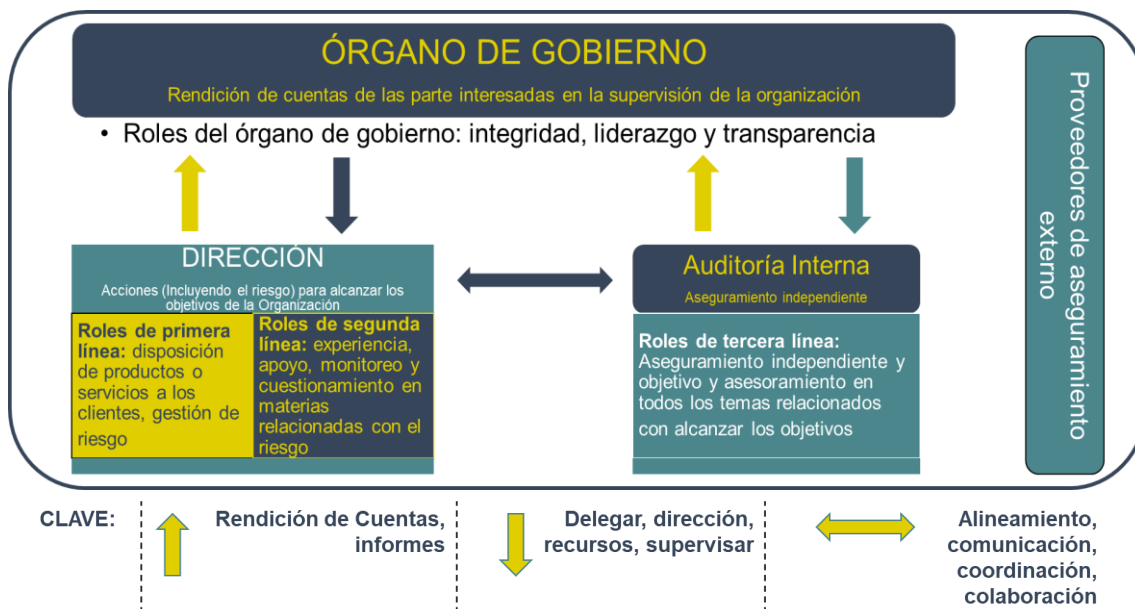 ÓRGANO DE GOBIERNO
Rendición de cuentas de las parte interesadas en la supervisión de la organización
• Roles del órgano de gobierno: integridad, liderazgo y transparencia
DIRECCIÓN
Acciones (Incluyendo el riesgo) para alcanzar los
objetivos de la Organización
Roles de primera
línea: disposición
de productos o
servicios a los
clientes, gestión de
riesgo
Roles de segunda
línea: experiencia,
apoyo, monitoreo y
cuestionamiento en
materias
relacionadas con el
riesgo
Auditoría Interna
Aseguramiento independiente
Roles de tercera línea:
Aseguramiento independiente y
objetivo y asesoramiento en
todos los temas relacionados
con alcanzar los objetivos
Proveedores de aseguramiento
externo
CLAVE:
Rendición de Cuentas,
informes
Delegar, dirección,
recursos, supervisar
Alineamiento,
comunicación,
coordinación,
colaboración